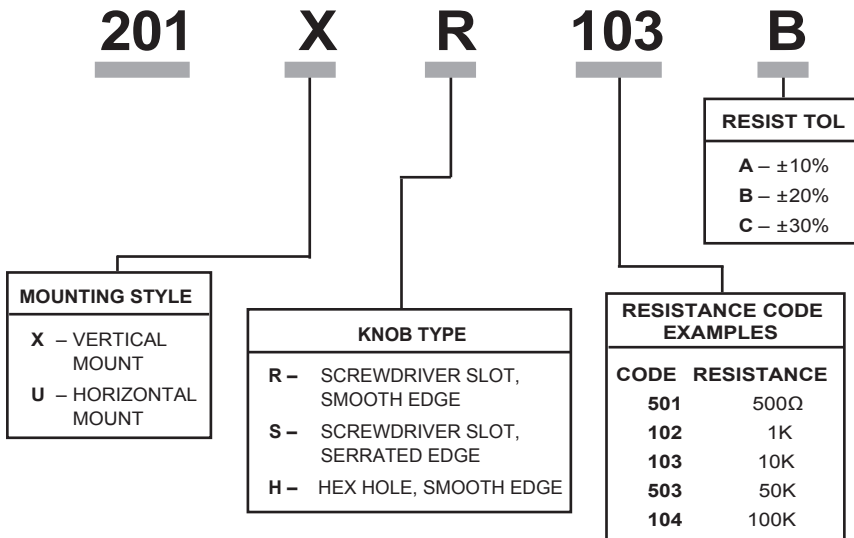 201 X R 103 B
RESIST TOL
A – ±10%
B – ±20%
C – ±30%
MOUNTING STYLE
X – VERTICAL
MOUNT
U – HORIZONTAL
MOUNT
KNOB TYPE
R – SCREWDRIVER SLOT,
SMOOTH EDGE
S – SCREWDRIVER SLOT,
SERRATED EDGE
H – HEX HOLE, SMOOTH EDGE
RESISTANCE CODE
EXAMPLES
CODE RESISTANCE
501 500Ω
102 1K
103 10K
503 50K
104 100K